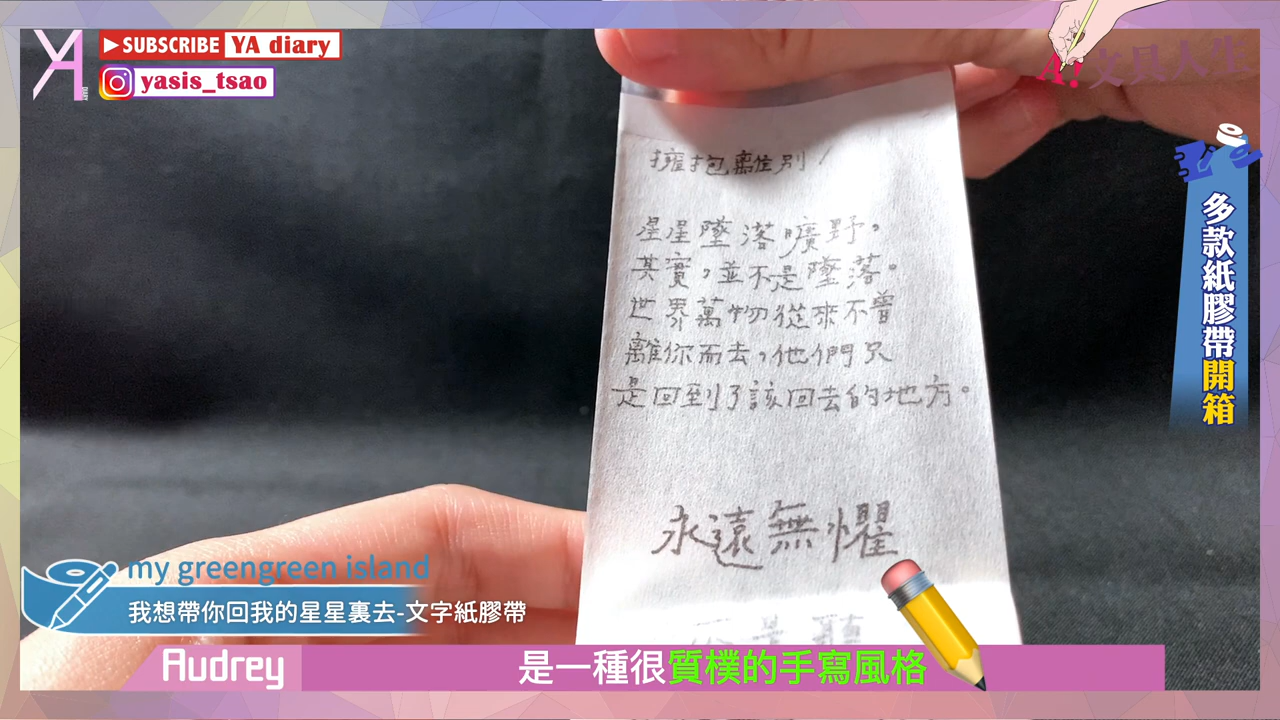 YA
DIARY
SUBSCRIBE YA diary
yasis_tsao
A!文具人生
多款紙膠帶開箱
擁抱離別!
星星墜落曠野,
其實,並不是墜落。
世界萬物從來不曾
離你而去,他們只
是回到了該回去的地方。
永遠無懼
my greengreen island
我想帶你回我的星星裏去-文字紙膠帶
Audrey
是一種很質樸的手寫風格